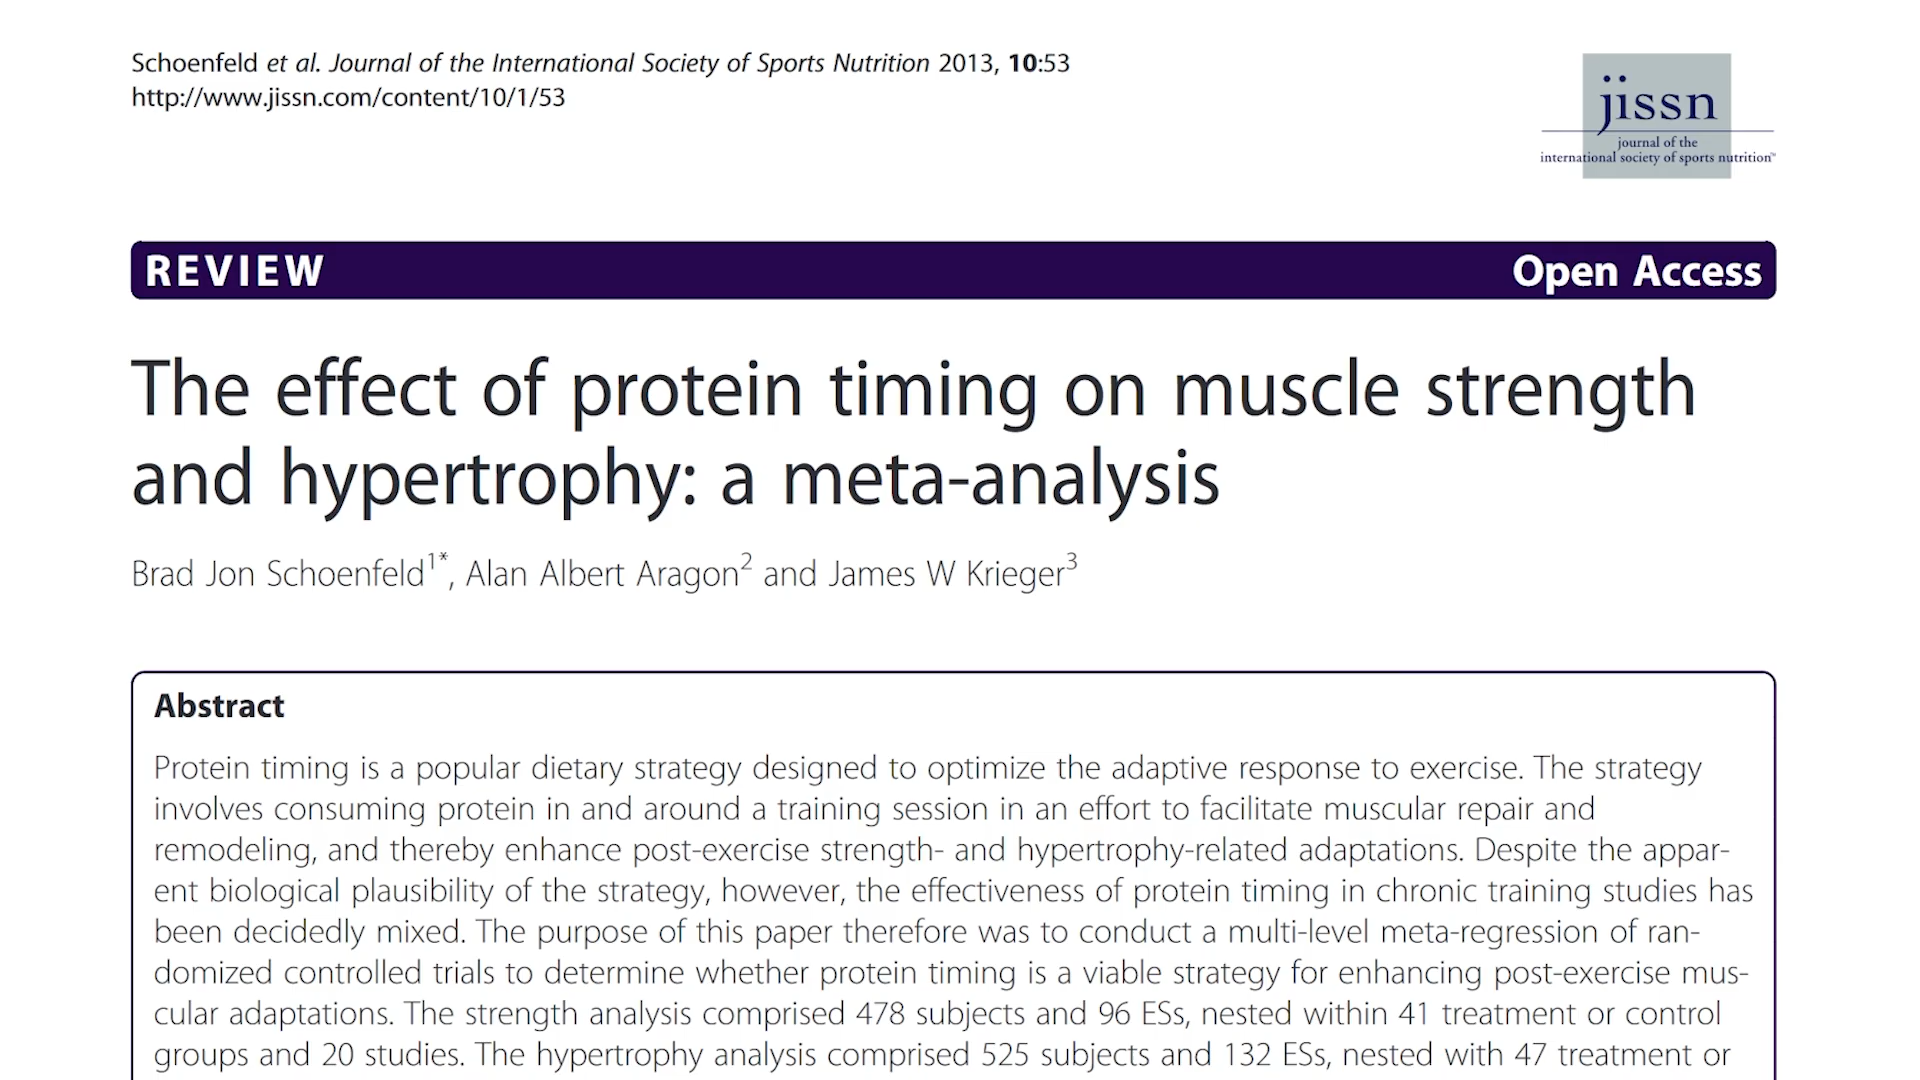 Schoenfeld et al. Journal of the International Society of Sports Nutrition 2013, 10:53
http://www.jissn.com/content/10/1/53
jissn
journal of the
international society of sports nutrition™
REVIEW
Open Access
The effect of protein timing on muscle strength
and hypertrophy: a meta-analysis
Brad Jon Schoenfeld1*, Alan Albert Aragon2 and James W Krieger3
Abstract
Protein timing is a popular dietary strategy designed to optimize the adaptive response to exercise. The strategy
involves consuming protein in and around a training session in an effort to facilitate muscular repair and
remodeling, and thereby enhance post-exercise strength- and hypertrophy-related adaptations. Despite the appar-
ent biological plausibility of the strategy, however, the effectiveness of protein timing in chronic training studies has
been decidedly mixed. The purpose of this paper therefore was to conduct a multi-level meta-regression of ran-
domized controlled trials to determine whether protein timing is a viable strategy for enhancing post-exercise mus-
cular adaptations. The strength analysis comprised 478 subjects and 96 ESs, nested within 41 treatment or control
groups and 20 studies. The hypertrophy analysis comprised 525 subjects and 132 ESs, nested with 47 treatment or